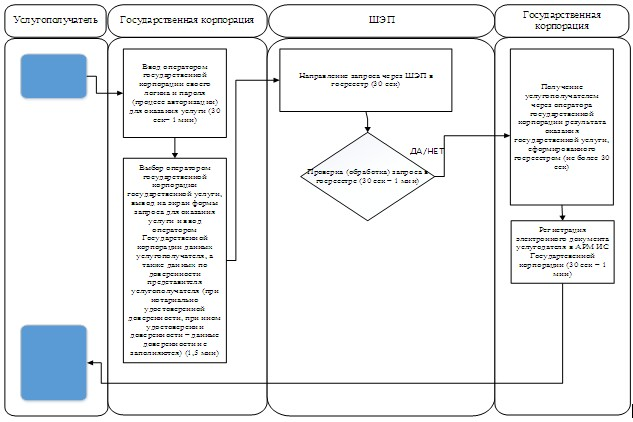 Услугополучатель
Государственная корпорация
ШЭП
Государственная
корпорация
Ввод оператором
государственной
корпорации своего
логина и пароля
(процесс авторизации)
для оказания услуги (30
сек– 1 мин)
Выбор оператором
государственной
корпорации
государственной услуги,
вывод на экран формы
запроса для оказания
услуги и ввод
оператором
Государственной
корпорации данных
услугополучателя, а
также данных по
доверенности
представителя
услугополучателя (при
нотариально
удостоверенной
доверенности, при ином
удостоверении
доверенности – данные
доверенности не
заполняются) (1,5 мин)
Направление запроса через ШЭП в
госреестр (30 сек)
Проверка (обработка) запроса в
госреестре (30 сек – 1 мин)
ДА/НЕТ
Получение
услугополучателем
через оператора
государственной
корпорации результата
оказания
государственной услуги,
сформированного
госреестром (не более 30
сек)
Регистрация
электронного документа
услугодателя в АРМ ИС
Государственной
корпорации (30 сек – 1
мин)